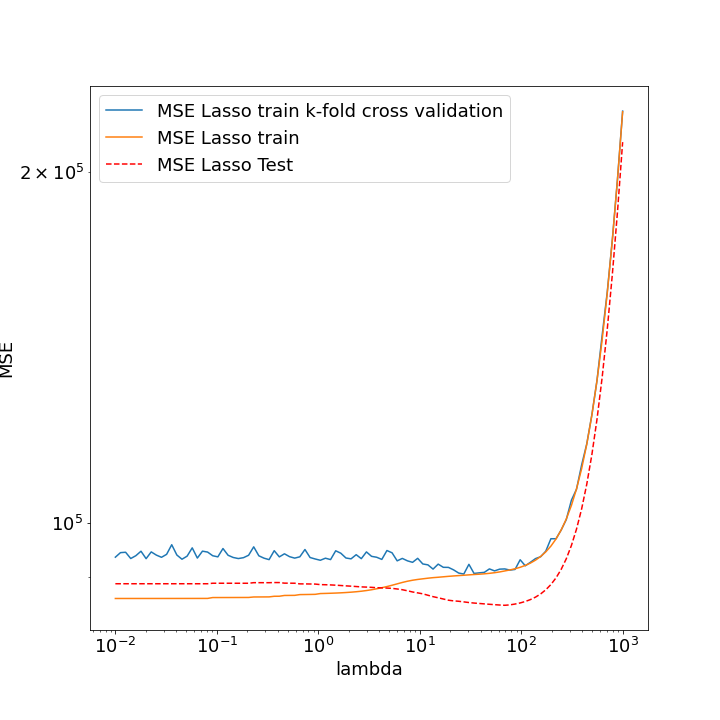 MSE Lasso train k-fold cross validation
MSE Lasso train
MSE Lasso Test
2 × 10⁵
10⁵
MSE
10⁻² 10⁻¹ 10⁰ 10¹ 10² 10³
lambda